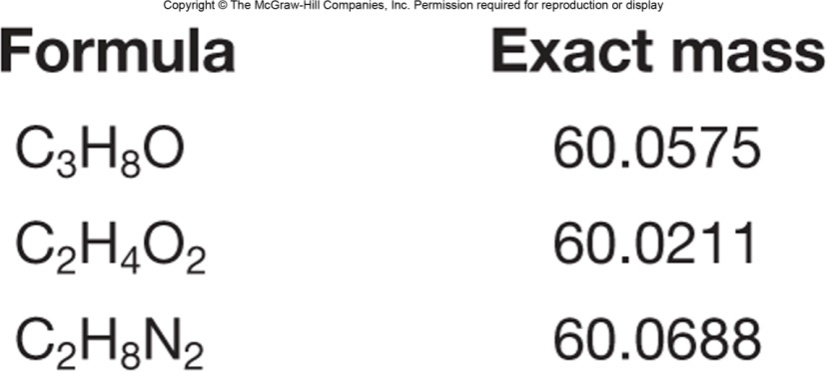 Copyright © The McGraw-Hill Companies, Inc. Permission required for reproduction or display
Formula Exact mass
C₃H₈O 60.0575
C₂H₄O₂ 60.0211
C₂H₈N₂ 60.0688